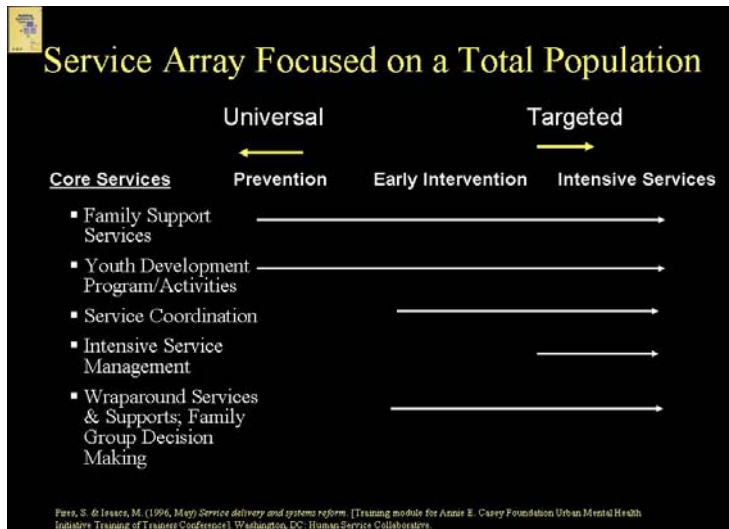 Service Array Focused on a Total Population
Universal
Targeted
Core Services
Prevention
Early Intervention
Intensive Services
▪ Family Support
Services
▪ Youth Development
Program/Activities
▪ Service Coordination
▪ Intensive Service
Management
▪ Wraparound Services
& Supports; Family
Group Decision
Making
Pires, S. & Isaacs, M. (1996, May) Service delivery and systems reform. [Training module for Annie E. Casey Foundation Urban Mental Health
Initiative Training of Trainers Conference]. Washington, DC: Human Service Collaborative.